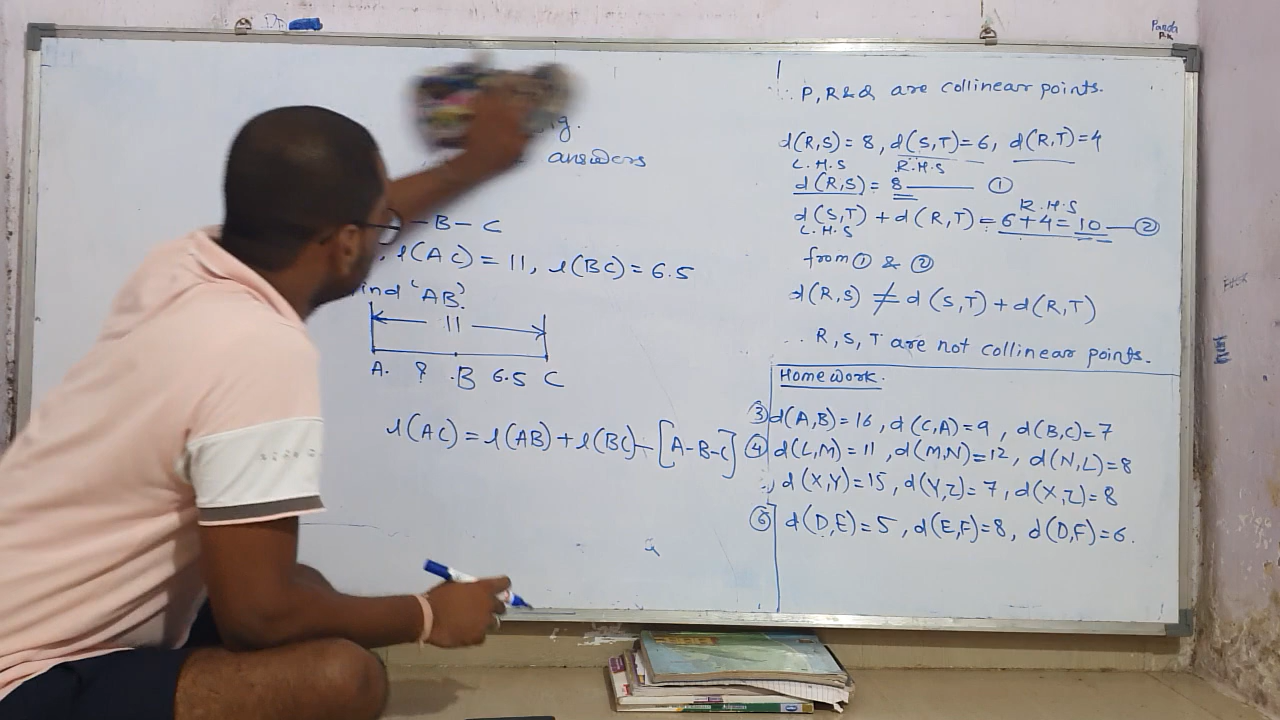 answers
-B-C
l(AC)=11, l(BC)=6.5
ind 'AB'.
11
A. ? .B 6.5 C
l(AC)=l(AB)+l(BC)-[A-B-C]
∴ P, R & Q are collinear points.
d(R,S)=8, d(S,T)=6, d(R,T)=4
L.H.S R.H.S
d(R,S)=8 ①
R.H.S
d(S,T)+d(R,T)=6+4=10 ②
L.H.S
from ① & ②
d(R,S)≠d(S,T)+d(R,T)
∴ R, S, T are not collinear points.
Homework.
③ d(A,B)=16, d(C,A)=9, d(B,C)=7
④ d(L,M)=11, d(M,N)=12, d(N,L)=8
d(X,Y)=15, d(Y,Z)=7, d(X,Z)=8
⑥ d(D,E)=5, d(E,F)=8, d(D,F)=6.